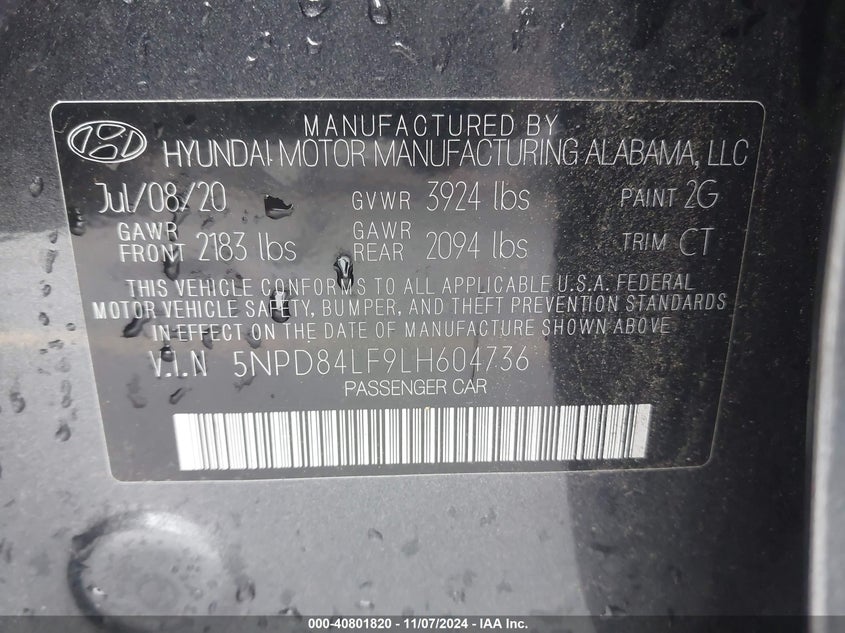 MANUFACTURED BY
HYUNDAI MOTOR MANUFACTURING ALABAMA, LLC
Jul/08/20 GVWR 3924 lbs PAINT 2G
GAWR FRONT 2183 lbs GAWR REAR 2094 lbs TRIM CT
THIS VEHICLE CONFORMS TO ALL APPLICABLE U.S.A. FEDERAL
MOTOR VEHICLE SAFETY, BUMPER, AND THEFT PREVENTION STANDARDS
IN EFFECT ON THE DATE OF MANUFACTURE SHOWN ABOVE
V.I.N 5NPD84LF9LH604736
PASSENGER CAR
000-40801820 - 11/07/2024 - IAA Inc.